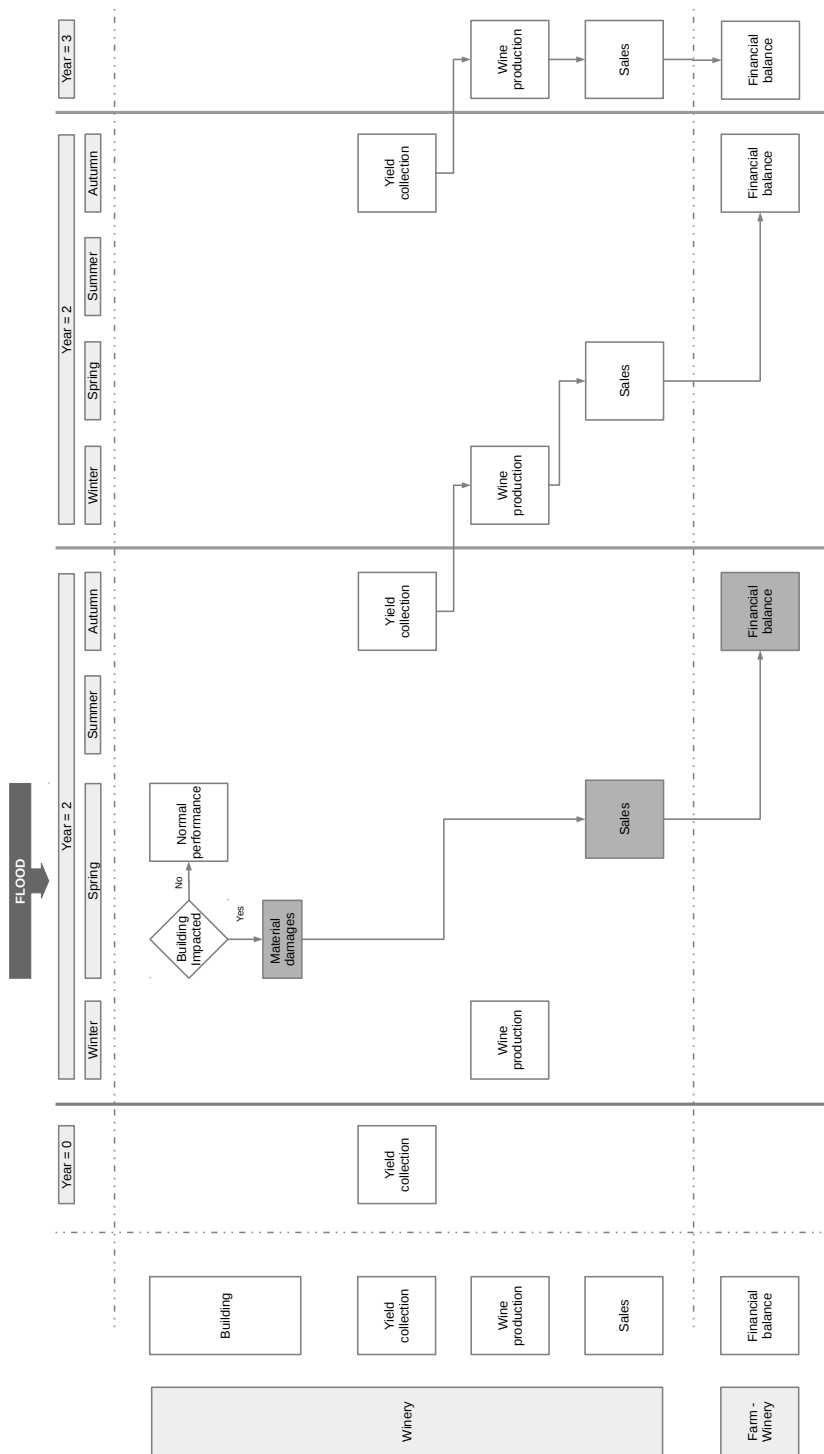 FLOOD
Year = 0
Year = 2
Year = 2
Year = 3
Winter
Spring
Summer
Autumn
Winter
Spring
Summer
Autumn
Winery
Building
Building
Impacted
No
Normal
performance
Yes
Material
damages
Yield
collection
Yield
collection
Yield
collection
Yield
collection
Wine
production
Wine
production
Wine
production
Wine
production
Sales
Sales
Sales
Sales
Farm -
Winery
Financial
balance
Financial
balance
Financial
balance
Financial
balance